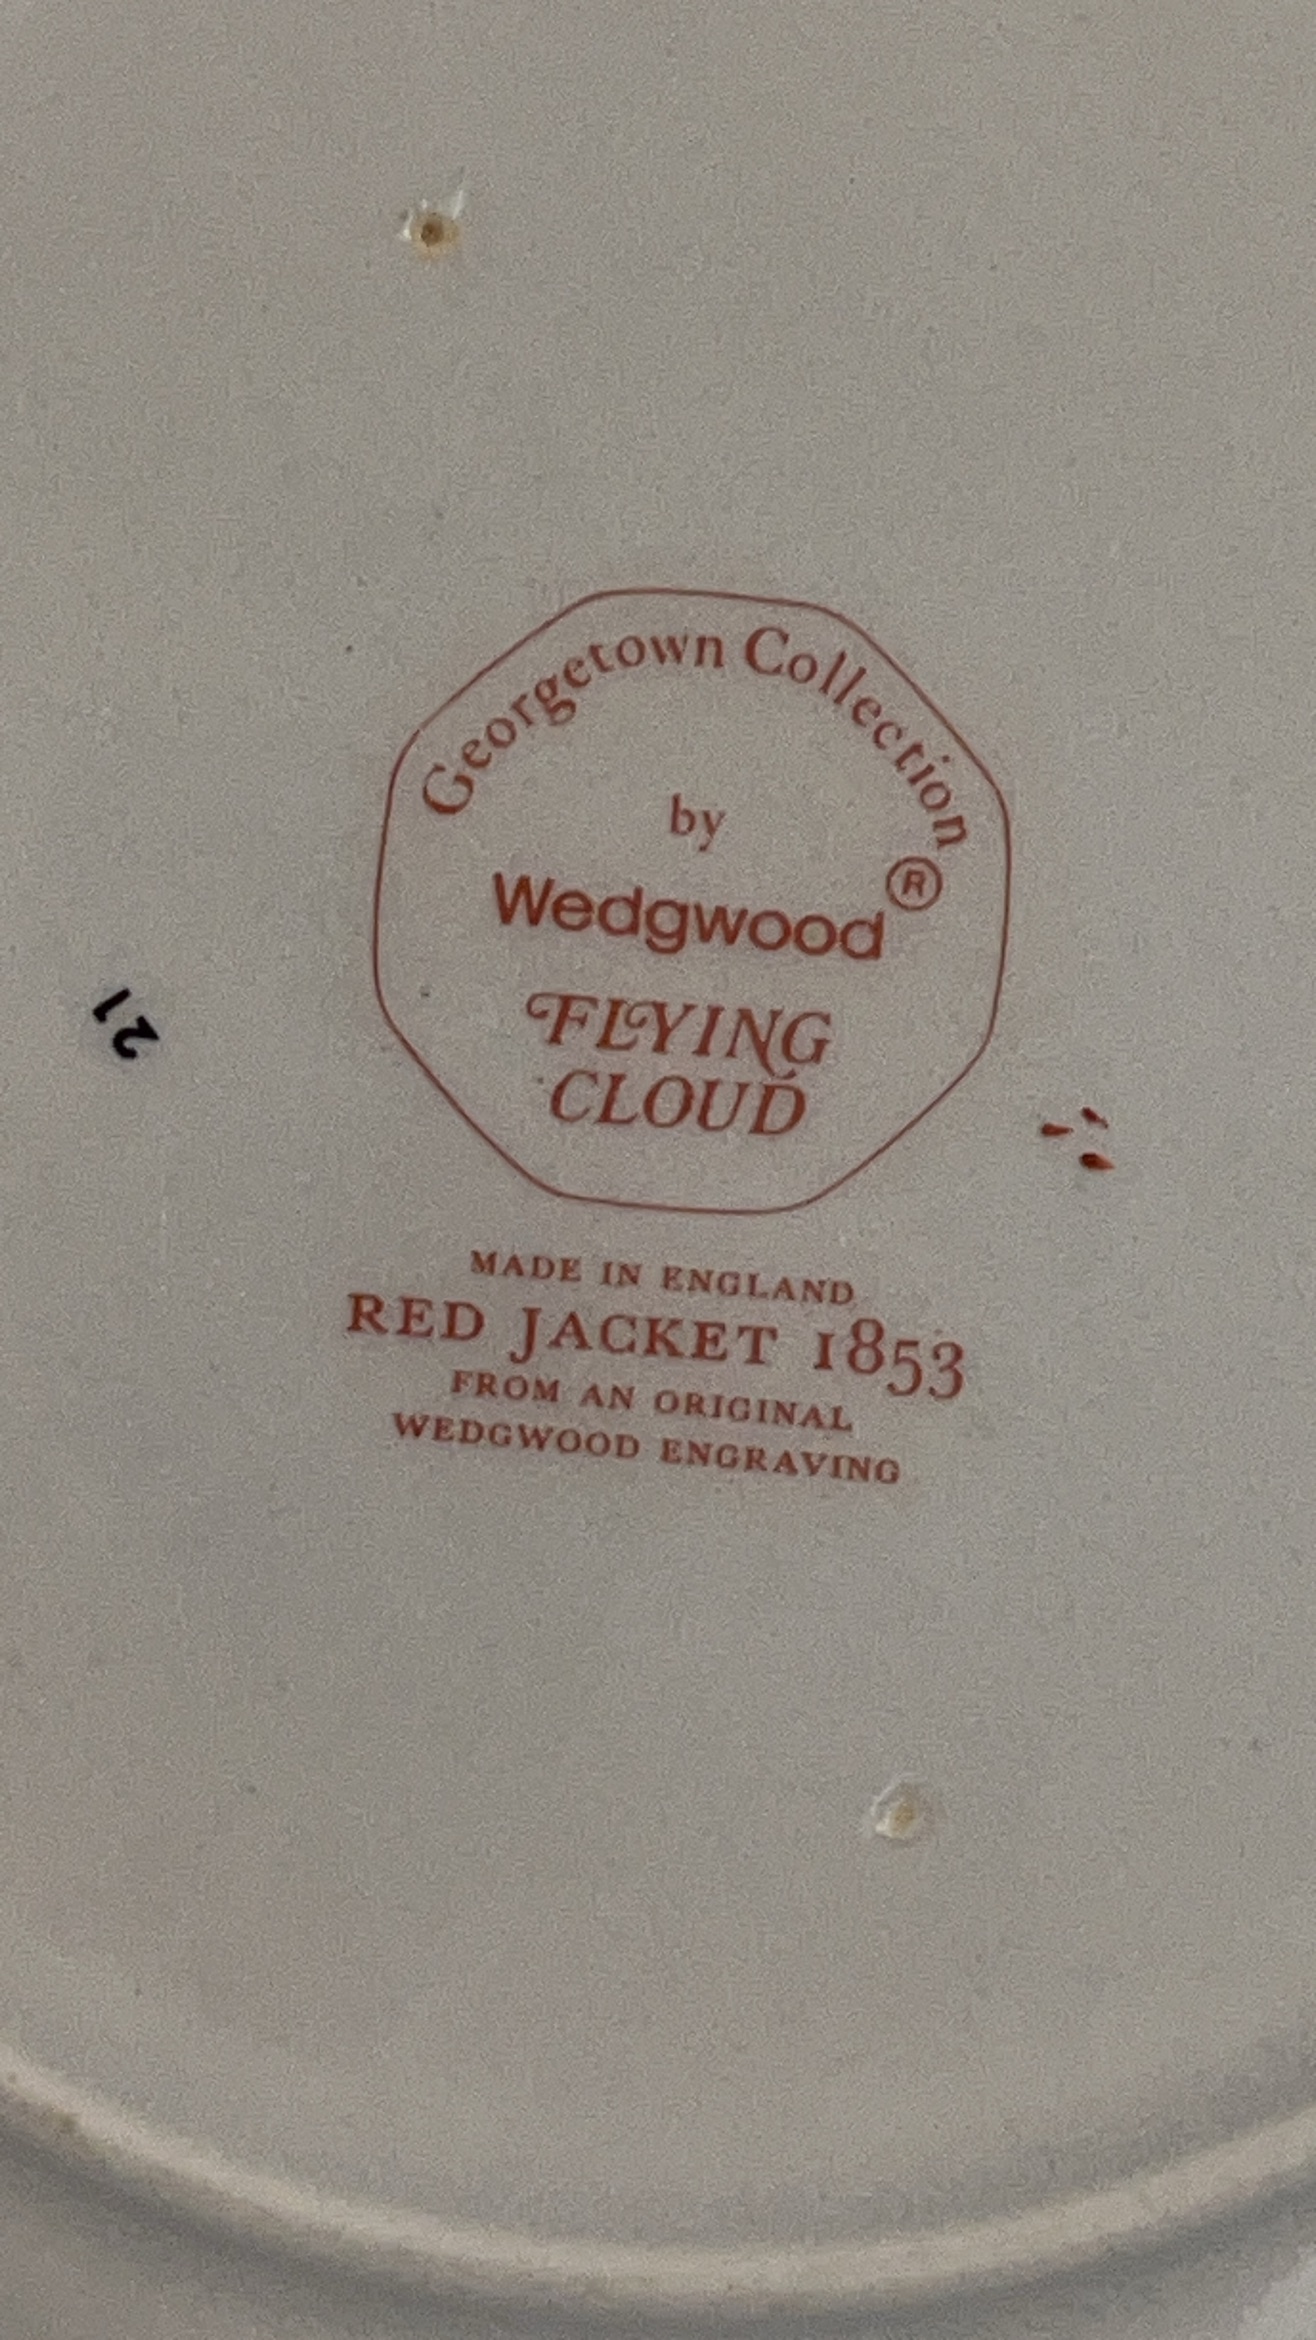 Georgetown Collection
by
Wedgwood®
FLYING
CLOUD
MADE IN ENGLAND
RED JACKET 1853
FROM AN ORIGINAL
WEDGWOOD ENGRAVING
21